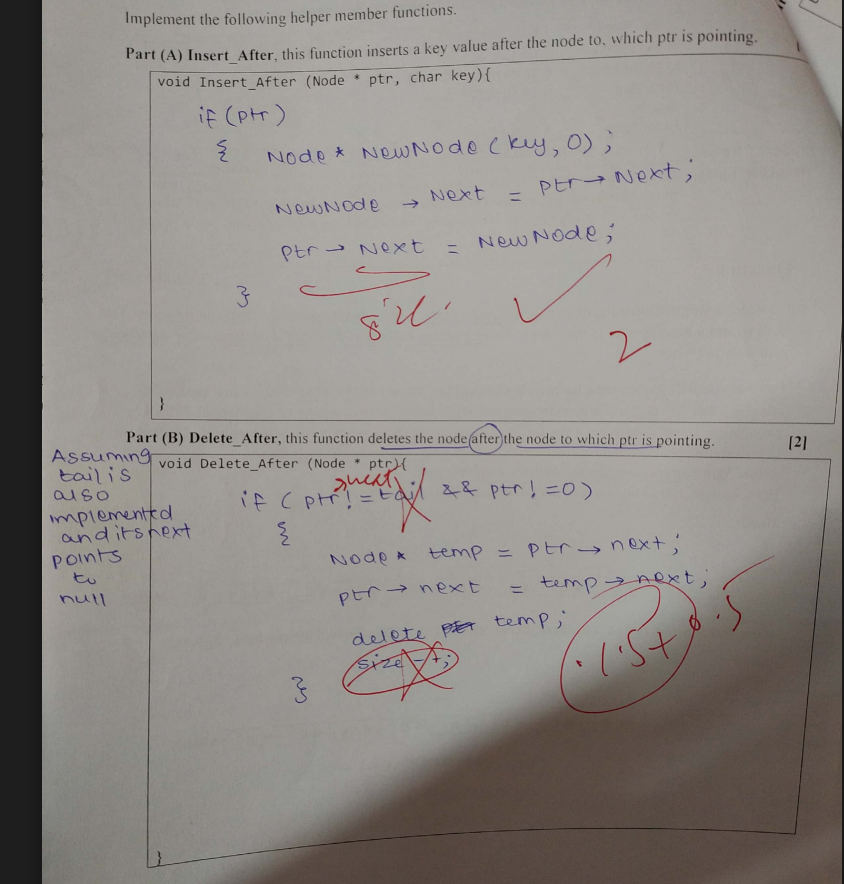 Implement the following helper member functions.
Part (A) Insert_After, this function inserts a key value after the node to, which ptr is pointing.
void Insert_After (Node * ptr, char key){
if (ptr)
{
Node * NewNode (key, 0);
NewNode → Next = ptr → Next;
ptr → Next = NewNode;
}
2
}
Part (B) Delete_After, this function deletes the node after the node to which ptr is pointing. [2]
Assuming
tail is
also
implemented
and its next
points
to
null
void Delete_After (Node * ptr){
next
if ( ptr != tail && ptr != 0)
{
Node * temp = ptr → next;
ptr → next = temp → next;
delete temp;
size--;
1.5 + 0.5
}
}